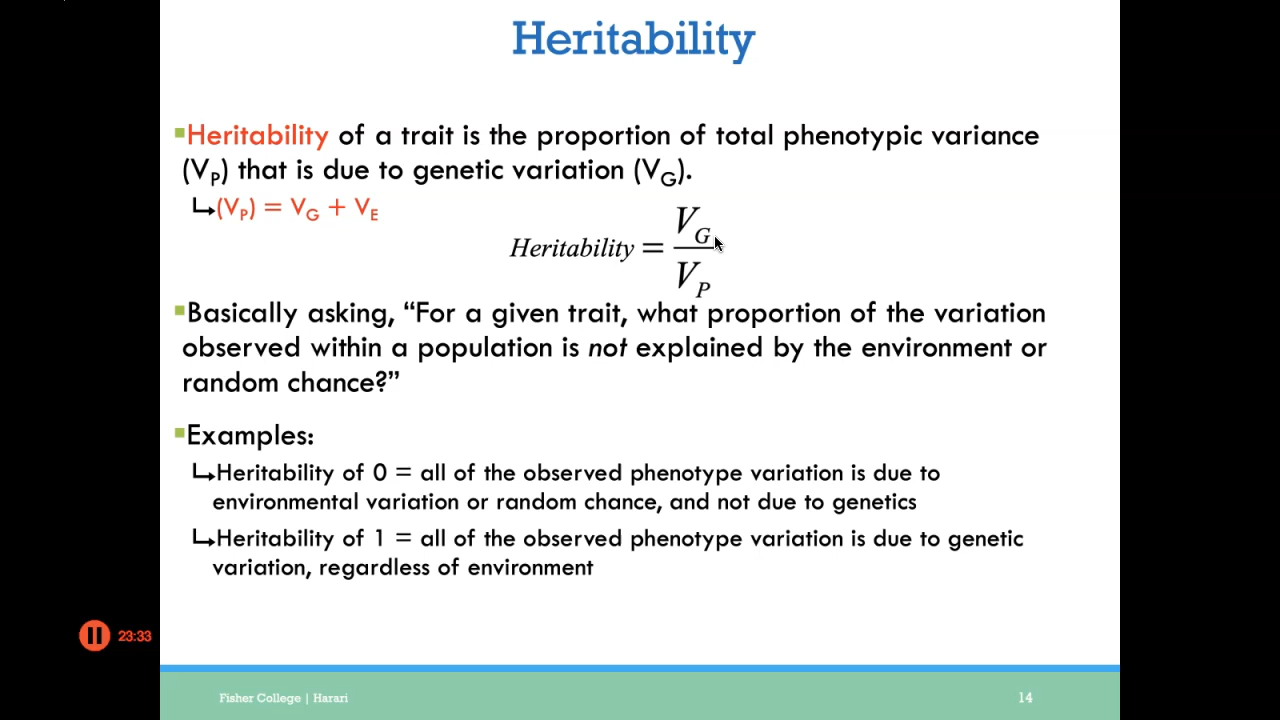 Heritability
▪Heritability of a trait is the proportion of total phenotypic variance
(VP) that is due to genetic variation (VG).
↳(VP) = VG + VE
Heritability = VG / VP
▪Basically asking, “For a given trait, what proportion of the variation
observed within a population is not explained by the environment or
random chance?”
▪Examples:
↳Heritability of 0 = all of the observed phenotype variation is due to
environmental variation or random chance, and not due to genetics
↳Heritability of 1 = all of the observed phenotype variation is due to genetic
variation, regardless of environment
23:33
Fisher College | Harari
14